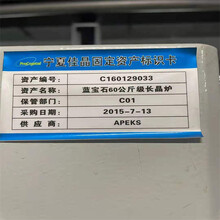 宁夏佳晶固定资产标识卡
资产编号： C160129033
资产名称： 蓝宝石60公斤级长晶炉
保管部门： C01
采购日期： 2015-7-13
供应商： APEKS